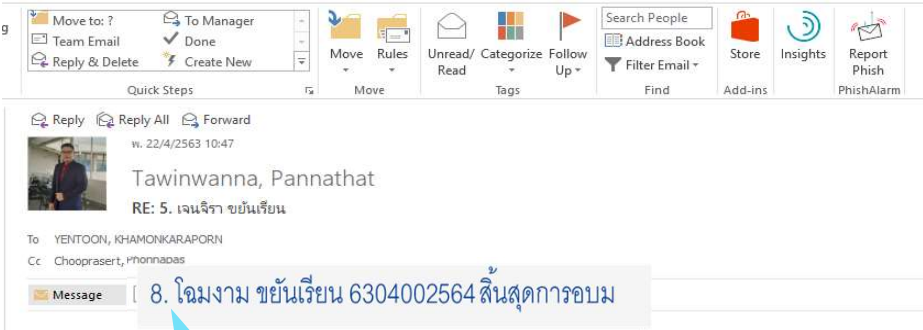 g
Move to: ? To Manager
Team Email Done
Reply & Delete Create New
Quick Steps
Move Rules
Move
Unread/ Read Categorize Follow Up
Tags
Search People
Address Book
Filter Email
Find
Store
Add-ins
Insights
Report Phish
PhishAlarm
Reply Reply All Forward
พ. 22/4/2563 10:47
Tawinwanna, Pannathat
RE: 5. เจนจิรา ขยันเรียน
To YENTOON, KHAMONKARAPORN
Cc Chooprasert, Phonnapas
Message
8. โฉมงาม ขยันเรียน 6304002564 สิ้นสุดการอบม